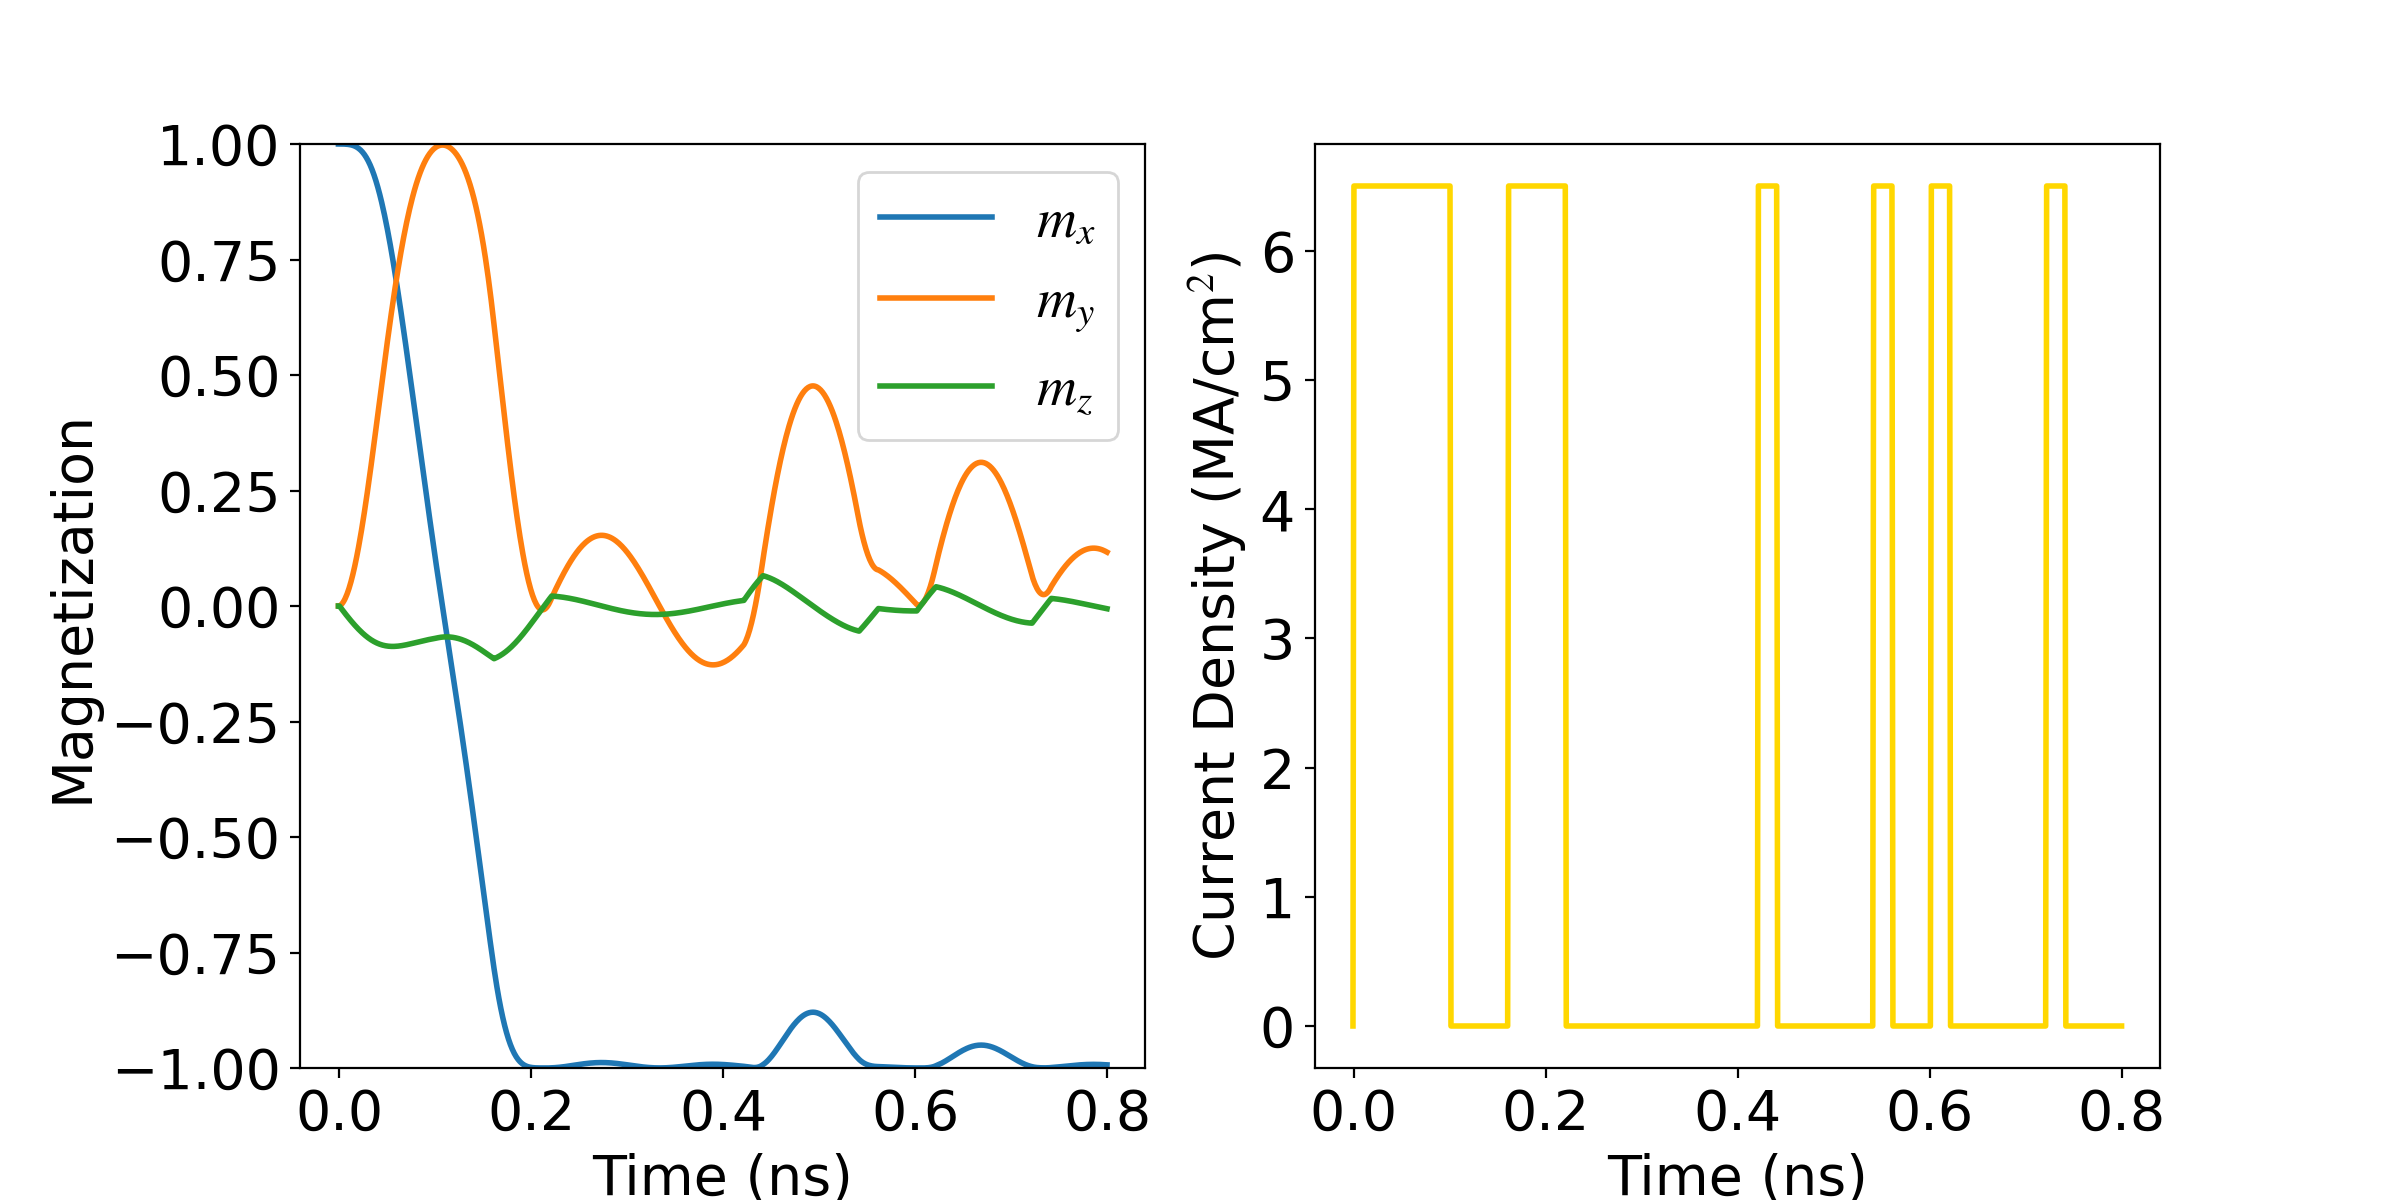 Magnetization
1.00
0.75
0.50
0.25
0.00
−0.25
−0.50
−0.75
−1.00
0.0 0.2 0.4 0.6 0.8
Time (ns)
m_x
m_y
m_z
Current Density (MA/cm²)
6
5
4
3
2
1
0
0.0 0.2 0.4 0.6 0.8
Time (ns)